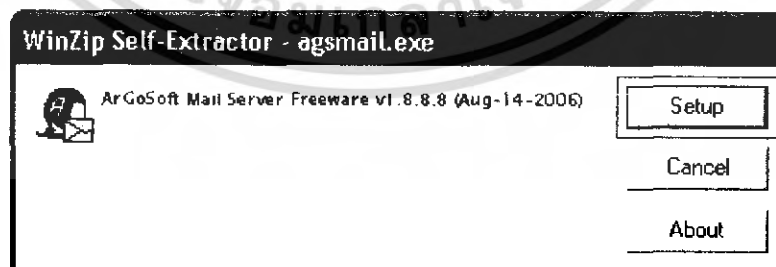 WinZip Self-Extractor - agsmail.exe
ArGoSoft Mail Server Freeware v1.8.8.8 (Aug-14-2006)
Setup
Cancel
About